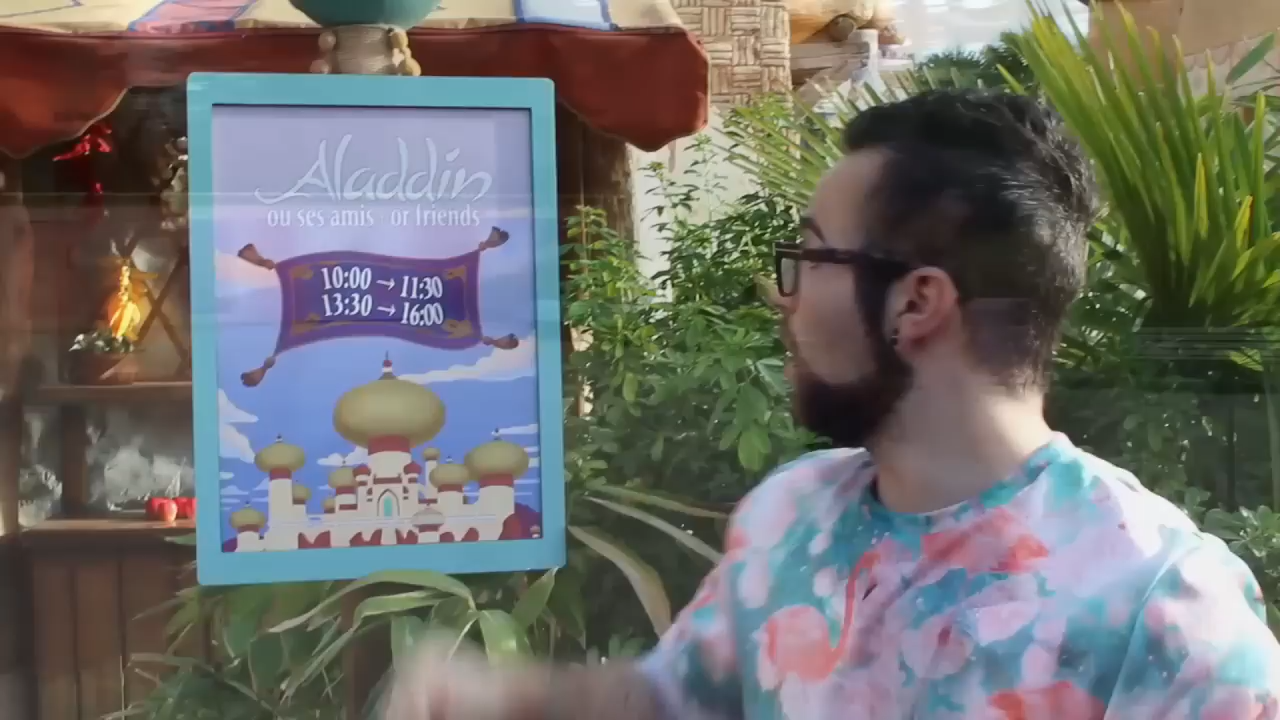 Aladdin
ou ses amis - or friends
10:00 → 11:30
13:30 → 16:00